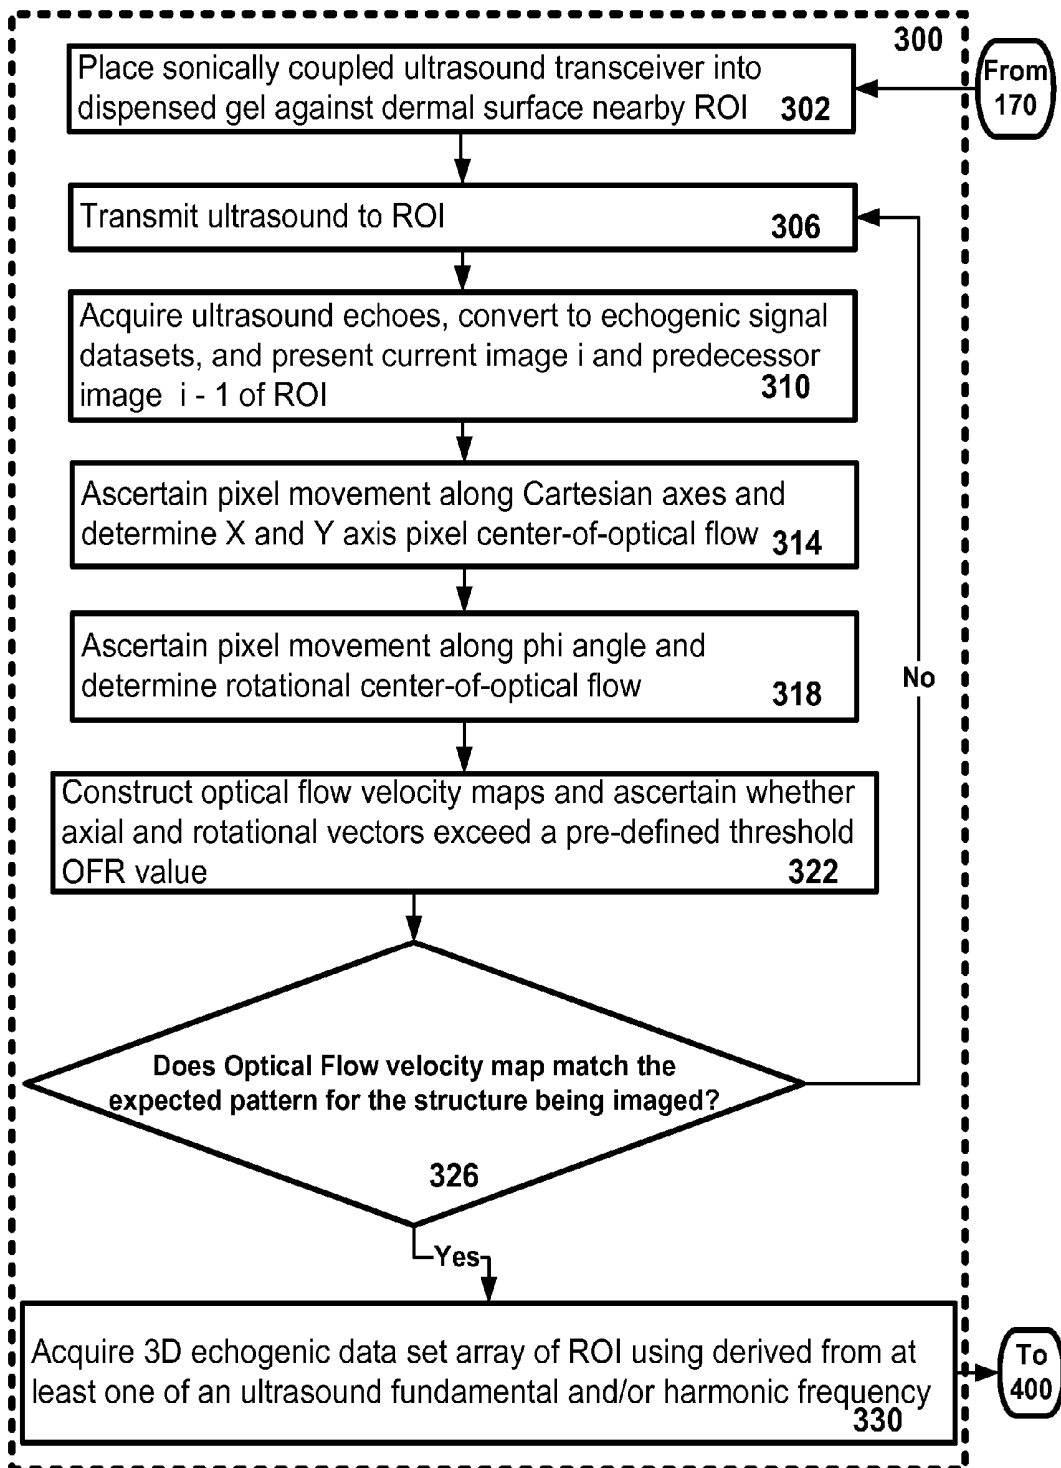 300
From
170
Place sonically coupled ultrasound transceiver into
dispensed gel against dermal surface nearby ROI 302
Transmit ultrasound to ROI
306
Acquire ultrasound echoes, convert to echogenic signal
datasets, and present current image i and predecessor
image i - 1 of ROI 310
Ascertain pixel movement along Cartesian axes and
determine X and Y axis pixel center-of-optical flow 314
Ascertain pixel movement along phi angle and
determine rotational center-of-optical flow 318
No
Construct optical flow velocity maps and ascertain whether
axial and rotational vectors exceed a pre-defined threshold
OFR value 322
Does Optical Flow velocity map match the
expected pattern for the structure being imaged?
326
Yes
Acquire 3D echogenic data set array of ROI using derived from at
least one of an ultrasound fundamental and/or harmonic frequency
330
To
400